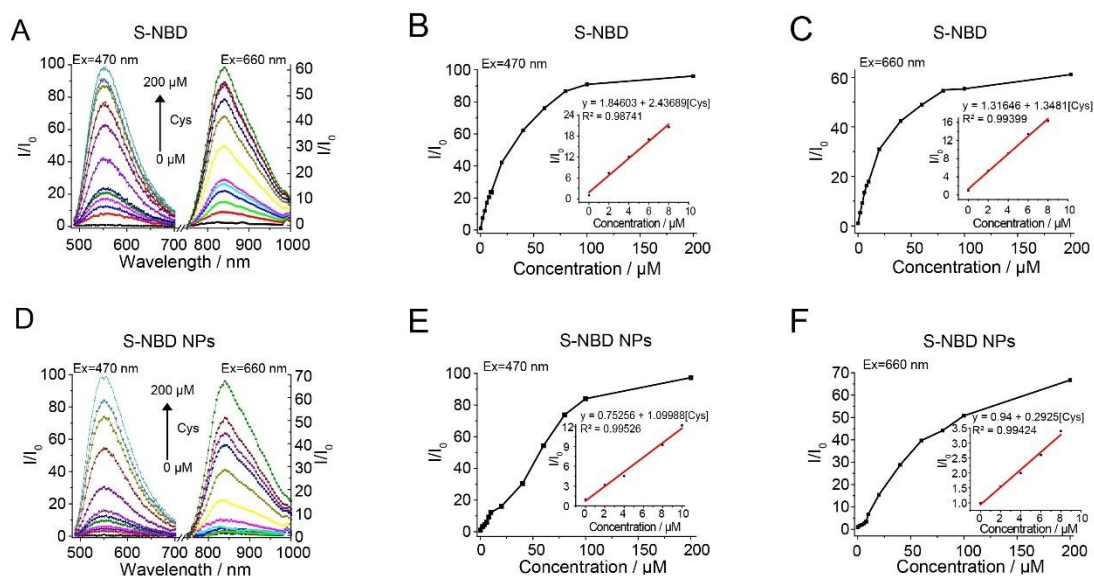 A
S-NBD
Ex=470 nm
Ex=660 nm
200 µM
Cys
0 µM
I/I0
100
80
60
40
20
0
60
50
40
30
20
10
0
I/I0
500 600 700 800 900 1000
Wavelength / nm
B
S-NBD
Ex=470 nm
I/I0
100
80
60
40
20
0
y = 1.84603 + 2.43689[Cys]
R² = 0.98741
I/I0
24
18
12
6
0
0 2 4 6 8 10
Concentration / µM
0 50 100 150 200
Concentration / µM
C
S-NBD
Ex=660 nm
I/I0
60
40
20
0
y = 1.31646 + 1.3481[Cys]
R² = 0.99399
I/I0
16
12
8
4
0
0 2 4 6 8 10
Concentration / µM
0 50 100 150 200
Concentration / µM
D
S-NBD NPs
Ex=470 nm
Ex=660 nm
200 µM
Cys
0 µM
I/I0
100
80
60
40
20
0
70
60
50
40
30
20
10
0
I/I0
500 600 700 800 900 1000
Wavelength / nm
E
S-NBD NPs
Ex=470 nm
I/I0
100
80
60
40
20
0
y = 0.75256 + 1.09988[Cys]
R² = 0.99526
I/I0
12
9
6
3
0
0 2 4 6 8 10
Concentration / µM
0 50 100 150 200
Concentration / µM
F
S-NBD NPs
Ex=660 nm
I/I0
70
60
50
40
30
20
10
0
y = 0.94 + 0.2925[Cys]
R² = 0.99424
I/I0
3.5
3.0
2.5
2.0
1.5
1.0
0 2 4 6 8 10
Concentration / µM
0 50 100 150 200
Concentration / µM